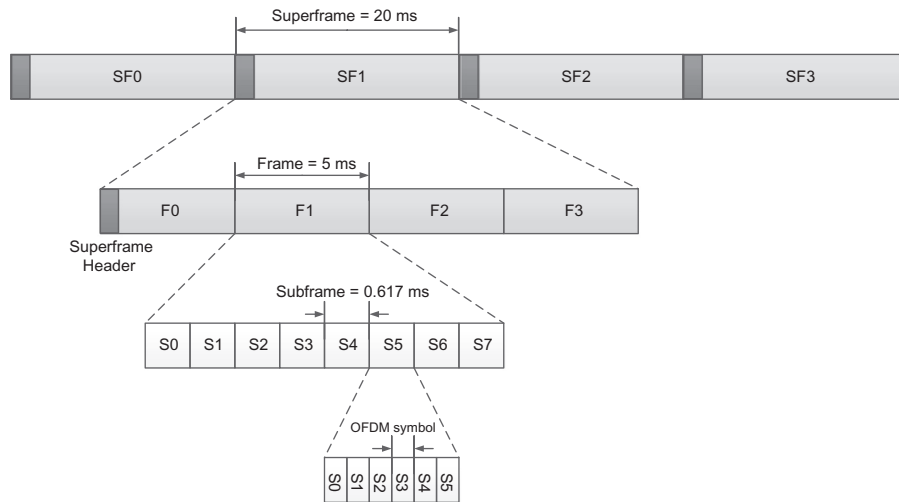 Superframe = 20 ms
SF0 SF1 SF2 SF3
Frame = 5 ms
F0 F1 F2 F3
Superframe
Header
Subframe = 0.617 ms
S0 S1 S2 S3 S4 S5 S6 S7
OFDM symbol
S0 S1 S2 S3 S4 S5